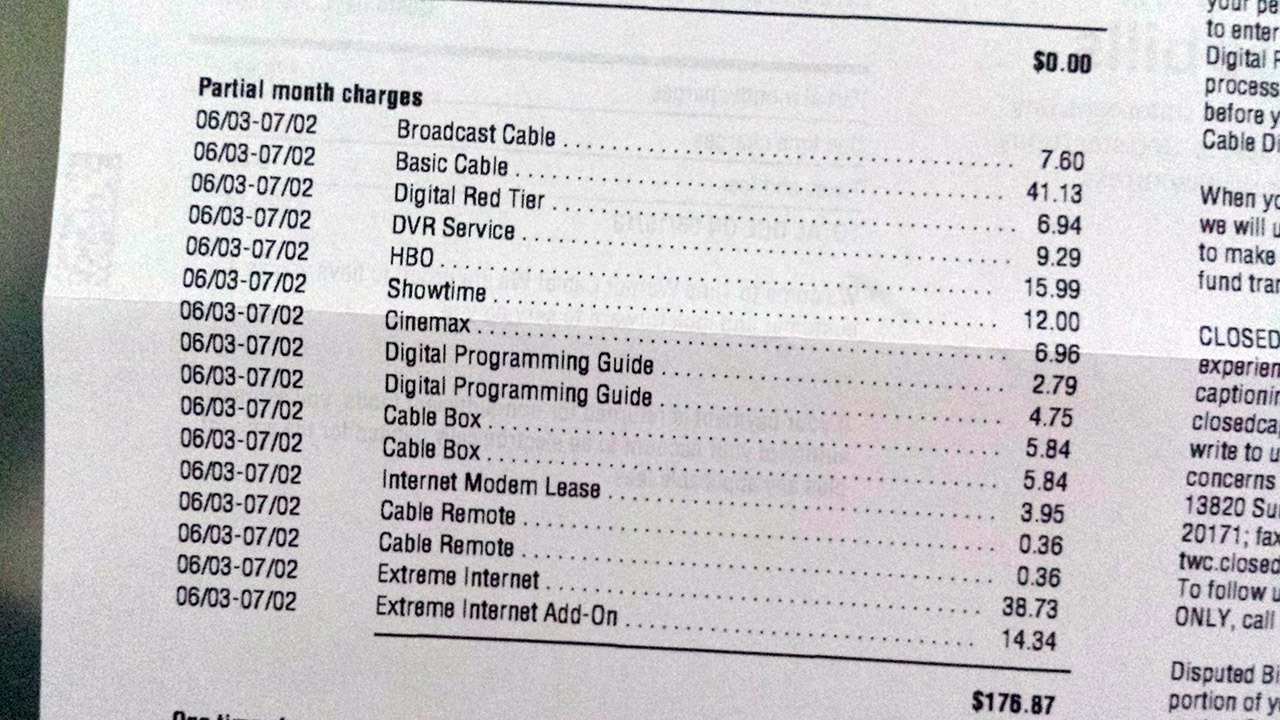 $0.00
Partial month charges
06/03-07/02 Broadcast Cable 7.60
06/03-07/02 Basic Cable 41.13
06/03-07/02 Digital Red Tier 6.94
06/03-07/02 DVR Service 9.29
06/03-07/02 HBO 15.99
06/03-07/02 Showtime 12.00
06/03-07/02 Cinemax 6.96
06/03-07/02 Digital Programming Guide 2.79
06/03-07/02 Digital Programming Guide 4.75
06/03-07/02 Cable Box 5.84
06/03-07/02 Cable Box 5.84
06/03-07/02 Internet Modem Lease 3.95
06/03-07/02 Cable Remote 0.36
06/03-07/02 Cable Remote 0.36
06/03-07/02 Extreme Internet 38.73
06/03-07/02 Extreme Internet Add-On 14.34
$176.87
your pe
to enter
Digital
process
before y
Cable D
When yo
we will u
to make
fund tran
CLOSED
experien
captionin
closedca
write to u
concerns
13820 Su
20171; fax
twc.closed
To follow u
ONLY, call
Disputed Bi
portion of y